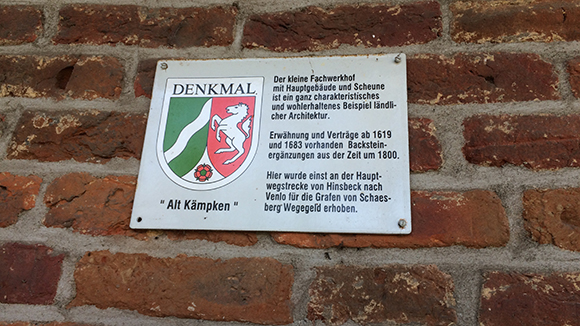 DENKMAL
" Alt Kämpken "
Der kleine Fachwerkhof
mit Hauptgebäude und Scheune
ist ein ganz charakteristisches
und wohlerhaltenes Beispiel ländli-
cher Architektur.
Erwähnung und Verträge ab 1619
und 1683 vorhanden Backstein-
ergänzungen aus der Zeit um 1800.
Hier wurde einst an der Haupt-
wegstrecke von Hinsbeck nach
Venlo für die Grafen von Schaes-
berg Wegegeld erhoben.